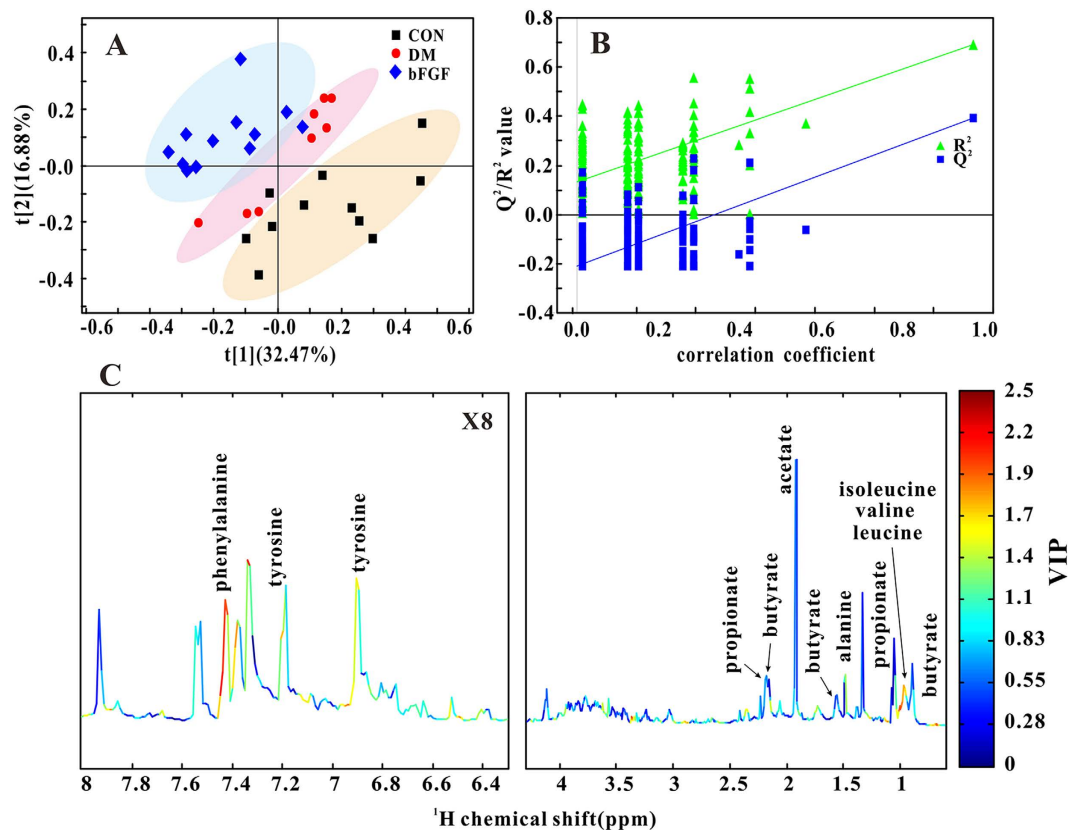 A
CON
DM
bFGF
0.4
0.2
-0.0
-0.2
-0.4
t[2](16.88%)
-0.6 -0.4 -0.2 -0.0 0.2 0.4 0.6
t[1](32.47%)
B
0.8
0.6
0.4
0.2
0.0
-0.2
0.4
Q²/R² value
R²
Q²
0.0 0.2 0.4 0.6 0.8 1.0
correlation coefficient
C
X8
phenylalanine
tyrosine
tyrosine
8 7.8 7.6 7.4 7.2 7 6.8 6.6 6.4
propionate
butyrate
acetate
butyrate
alanine
propionate
isoleucine
valine
leucine
butyrate
4 3.5 3 2.5 2 1.5 1
¹H chemical shift(ppm)
2.5
2.2
1.9
1.7
1.4
1.1
0.83
0.55
0.28
0
VIP